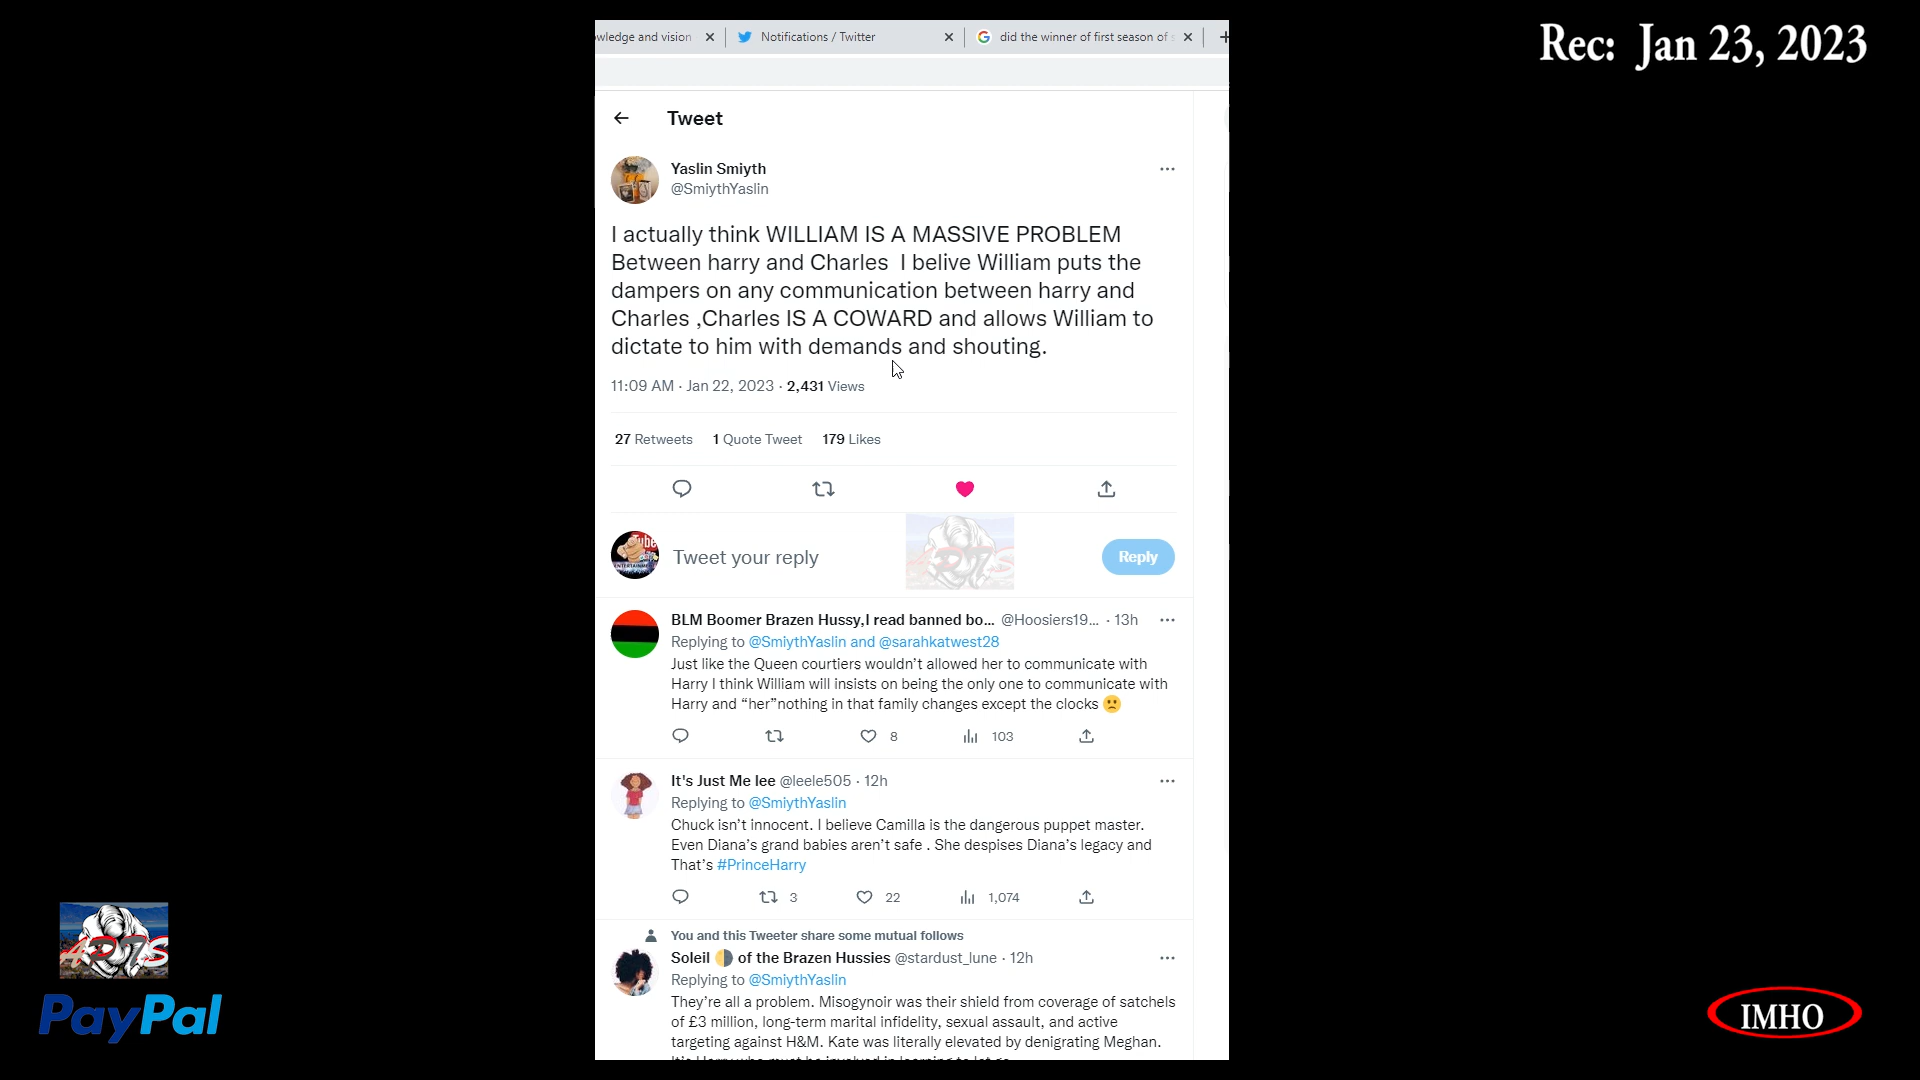 Rec: Jan 23, 2023
wledge and vision
Notifications / Twitter
did the winner of first season of s
Tweet
Yaslin Smiyth
@SmiythYaslin
I actually think WILLIAM IS A MASSIVE PROBLEM
Between harry and Charles I belive William puts the
dampers on any communication between harry and
Charles ,Charles IS A COWARD and allows William to
dictate to him with demands and shouting.
11:09 AM · Jan 22, 2023 · 2,431 Views
27 Retweets 1 Quote Tweet 179 Likes
Tweet your reply
Reply
BLM Boomer Brazen Hussy,I read banned bo... @Hoosiers19... · 13h
Replying to @SmiythYaslin and @sarahkatwest28
Just like the Queen courtiers wouldn’t allowed her to communicate with
Harry I think William will insists on being the only one to communicate with
Harry and “her”nothing in that family changes except the clocks 🙁
8 103
It's Just Me lee @leele505 · 12h
Replying to @SmiythYaslin
Chuck isn’t innocent. I believe Camilla is the dangerous puppet master.
Even Diana’s grand babies aren’t safe . She despises Diana’s legacy and
That’s #PrinceHarry
3 22 1,074
You and this Tweeter share some mutual follows
Soleil 🌗 of the Brazen Hussies @stardust_lune · 12h
Replying to @SmiythYaslin
They’re all a problem. Misogynoir was their shield from coverage of satchels
of £3 million, long-term marital infidelity, sexual assault, and active
targeting against H&M. Kate was literally elevated by denigrating Meghan.
PayPal
IMHO